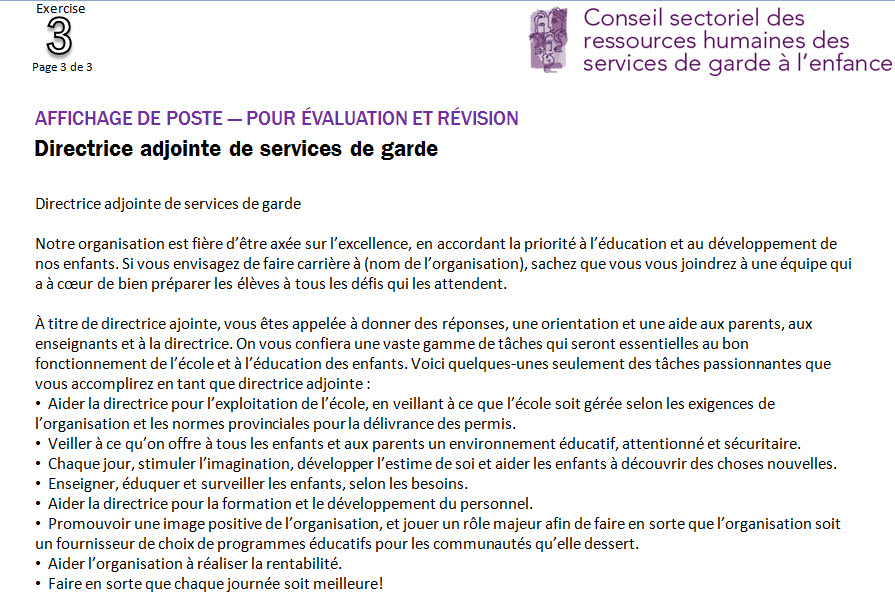 Exercise
3
Page 3 de 3
Conseil sectoriel des
ressources humaines des
services de garde à l'enfance
AFFICHAGE DE POSTE — POUR ÉVALUATION ET RÉVISION
Directrice adjointe de services de garde
Directrice adjointe de services de garde
Notre organisation est fière d'être axée sur l'excellence, en accordant la priorité à l'éducation et au développement de
nos enfants. Si vous envisagez de faire carrière à (nom de l'organisation), sachez que vous vous joindrez à une équipe qui
a à cœur de bien préparer les élèves à tous les défis qui les attendent.
À titre de directrice ajointe, vous êtes appelée à donner des réponses, une orientation et une aide aux parents, aux
enseignants et à la directrice. On vous confiera une vaste gamme de tâches qui seront essentielles au bon
fonctionnement de l'école et à l'éducation des enfants. Voici quelques-unes seulement des tâches passionnantes que
vous accomplirez en tant que directrice adjointe :
• Aider la directrice pour l'exploitation de l'école, en veillant à ce que l'école soit gérée selon les exigences de
l'organisation et les normes provinciales pour la délivrance des permis.
• Veiller à ce qu'on offre à tous les enfants et aux parents un environnement éducatif, attentionné et sécuritaire.
• Chaque jour, stimuler l'imagination, développer l'estime de soi et aider les enfants à découvrir des choses nouvelles.
• Enseigner, éduquer et surveiller les enfants, selon les besoins.
• Aider la directrice pour la formation et le développement du personnel.
• Promouvoir une image positive de l'organisation, et jouer un rôle majeur afin de faire en sorte que l'organisation soit
un fournisseur de choix de programmes éducatifs pour les communautés qu'elle dessert.
• Aider l'organisation à réaliser la rentabilité.
• Faire en sorte que chaque journée soit meilleure!